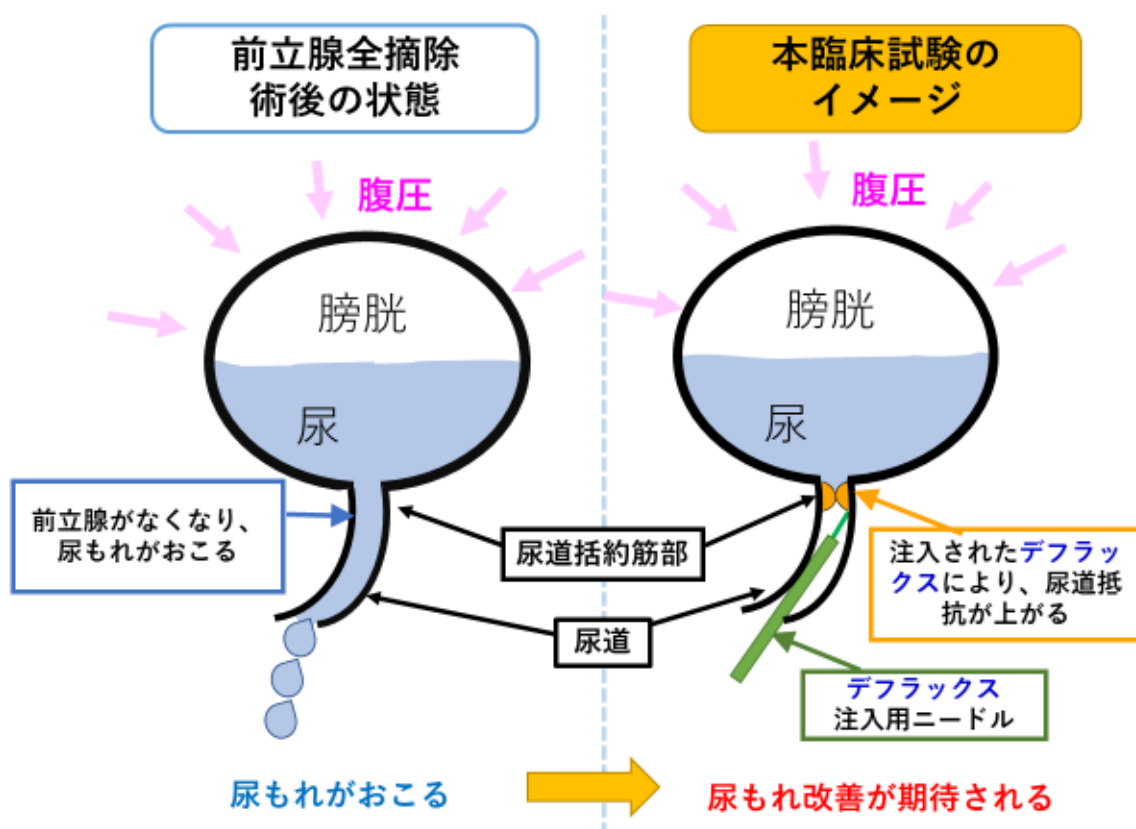 前立腺全摘除
術後の状態
腹圧
膀胱
尿
前立腺がなくなり、
尿もれがおこる
尿道括約筋部
尿道
尿もれがおこる
本臨床試験の
イメージ
腹圧
膀胱
尿
注入されたデフラッ
クスにより、尿道抵
抗が上がる
デフラックス
注入用ニードル
尿もれ改善が期待される